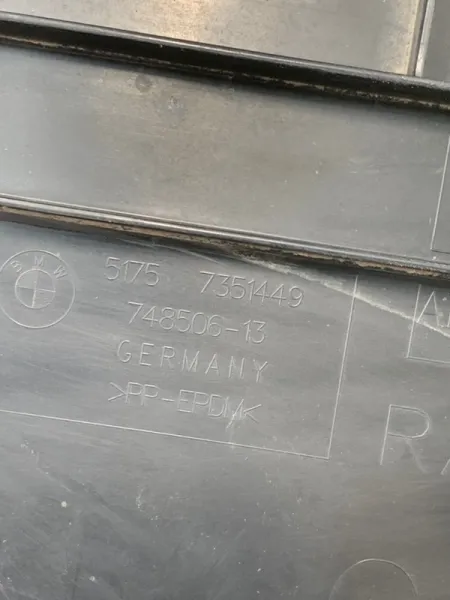 BMW
5175 7351449
748506-13
GERMANY
>PP-EPDM<